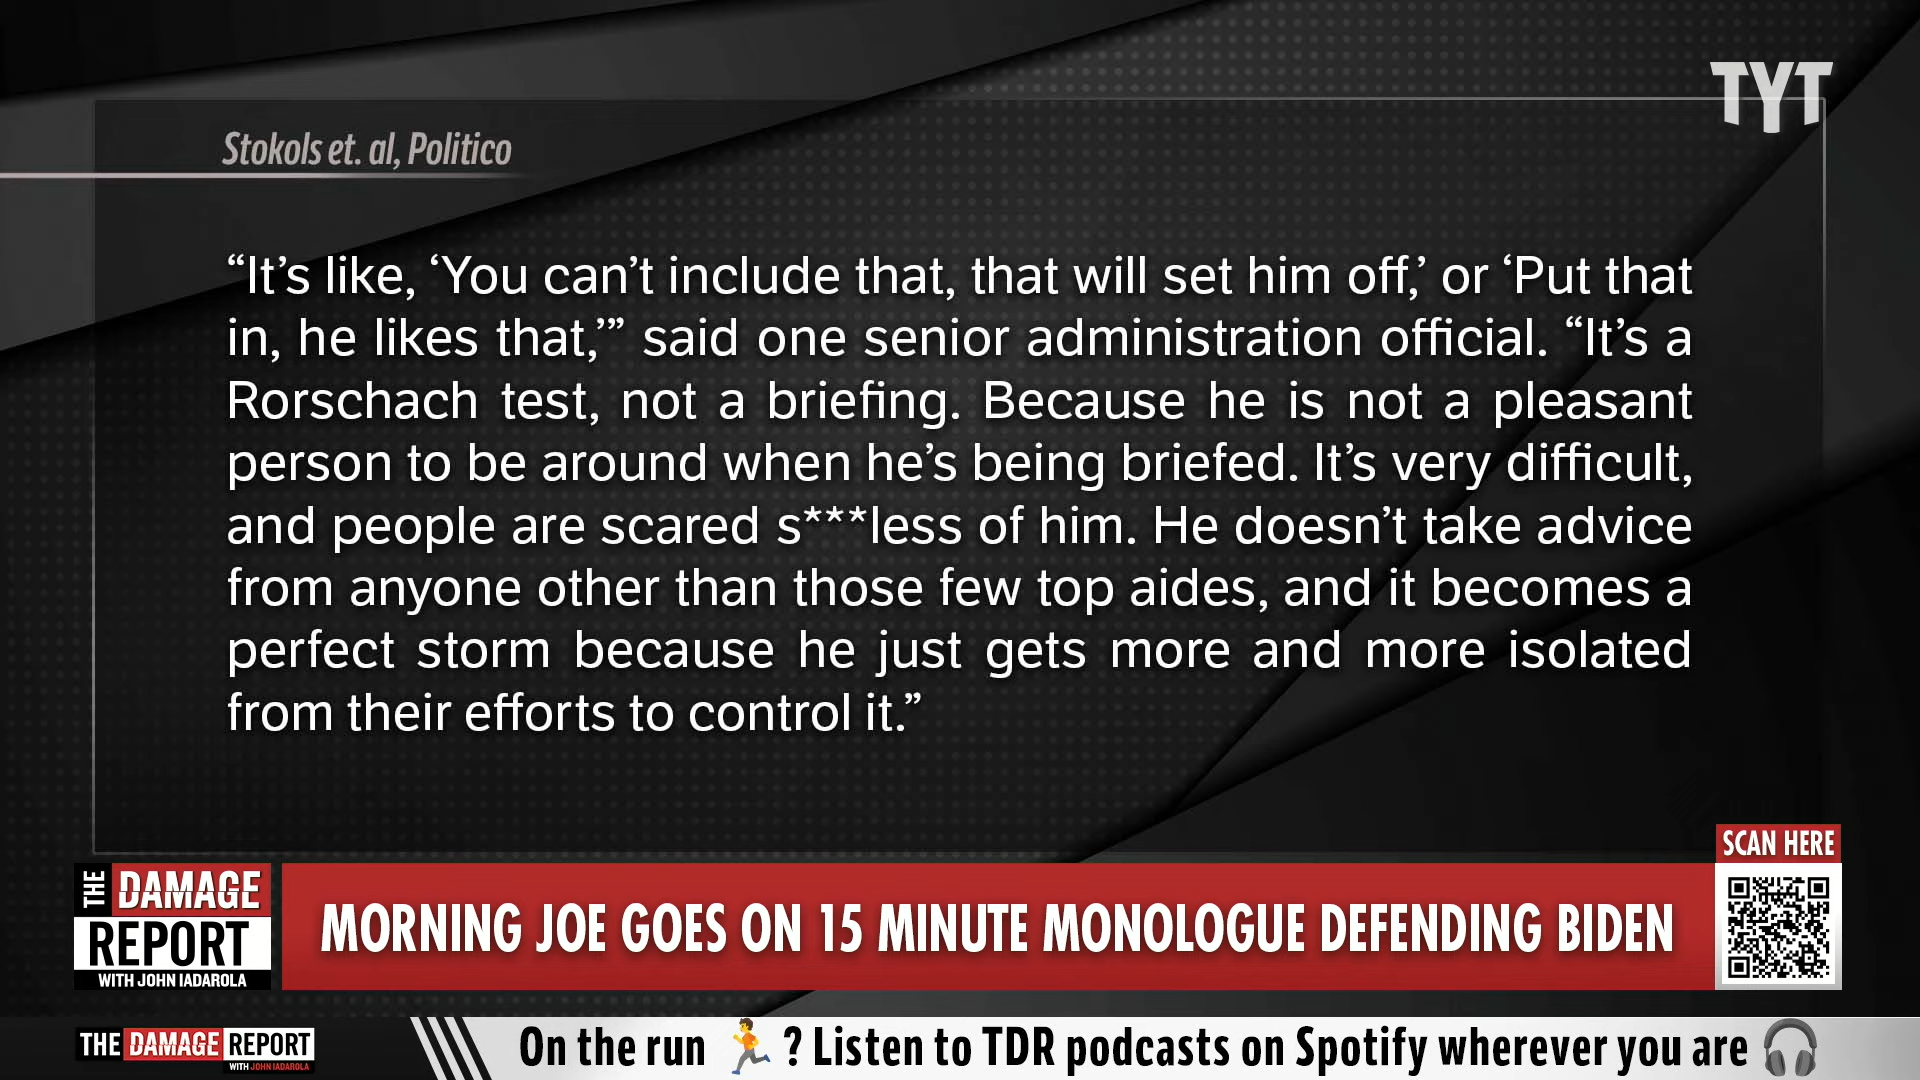 TYT
Stokols et. al, Politico
“It’s like, ‘You can’t include that, that will set him off,’ or ‘Put that
in, he likes that,’” said one senior administration official. “It’s a
Rorschach test, not a briefing. Because he is not a pleasant
person to be around when he’s being briefed. It’s very difficult,
and people are scared s***less of him. He doesn’t take advice
from anyone other than those few top aides, and it becomes a
perfect storm because he just gets more and more isolated
from their efforts to control it.”
SCAN HERE
THE DAMAGE
REPORT
WITH JOHN IADAROLA
MORNING JOE GOES ON 15 MINUTE MONOLOGUE DEFENDING BIDEN
THE DAMAGE REPORT
WITH JOHN IADAROLA
On the run 🏃 ? Listen to TDR podcasts on Spotify wherever you are 🎧